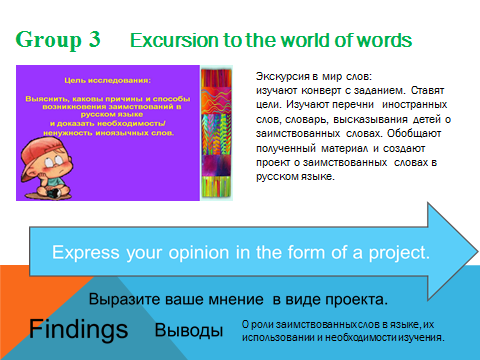 Group 3 Excursion to the world of words
Цель исследования:
Выяснить, каковы причины и способы
возникновения заимствований в
русском языке
и доказать необходимость/
ненужность иноязычных слов.
Экскурсия в мир слов:
изучают конверт с заданием. Ставят
цели. Изучают перечни иностранных
слов, словарь, высказывания детей о
заимствованных словах. Обобщают
полученный материал и создают
проект о заимствованных словах в
русском языке.
Express your opinion in the form of a project.
Выразите ваше мнение в виде проекта.
Findings Выводы
О роли заимствованных слов в языке, их
использовании и необходимости изучения.